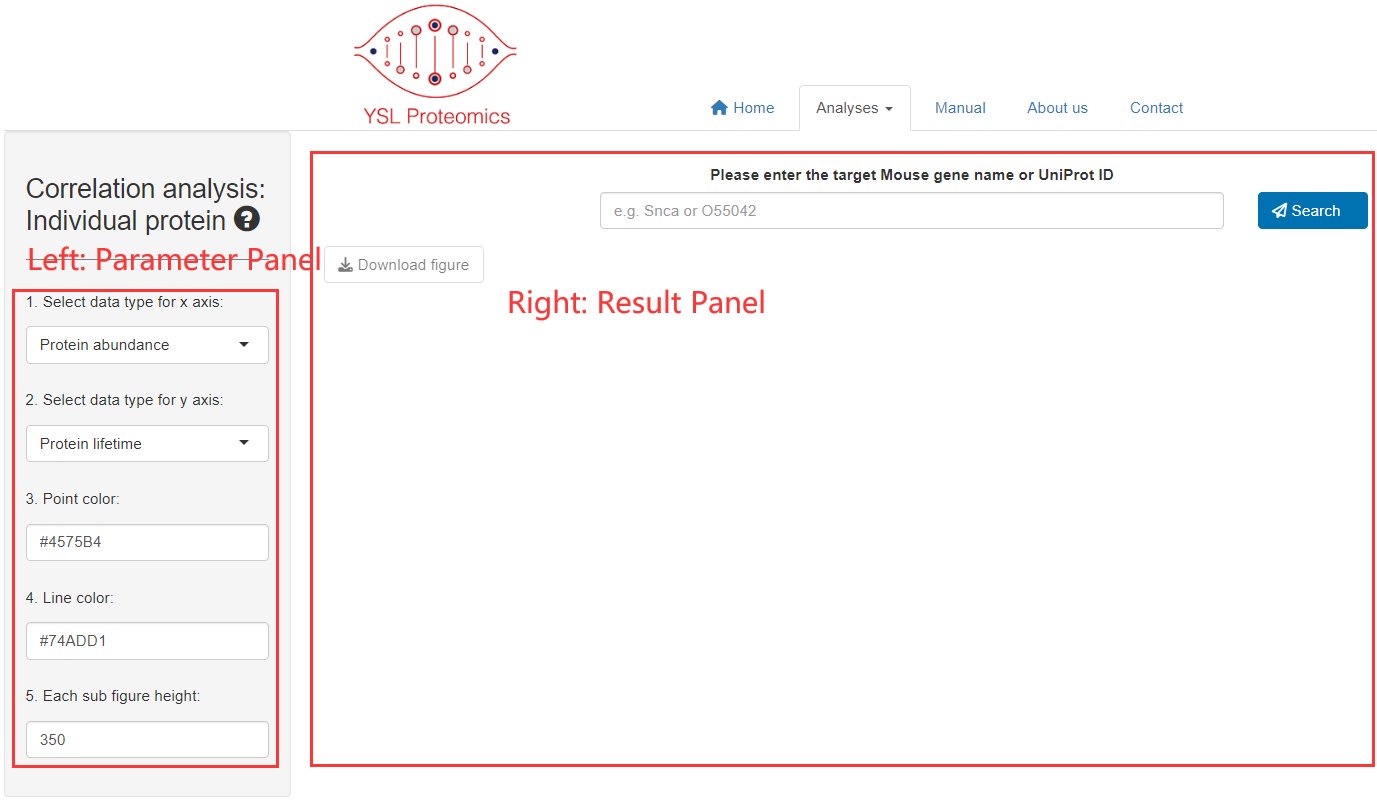 YSL Proteomics
Home
Analyses
Manual
About us
Contact
Correlation analysis:
Individual protein ?
Left: Parameter Panel
1. Select data type for x axis:
Protein abundance
2. Select data type for y axis:
Protein lifetime
3. Point color:
#4575B4
4. Line color:
#74ADD1
5. Each sub figure height:
350
Please enter the target Mouse gene name or UniProt ID
e.g. Snca or O55042
Search
Download figure
Right: Result Panel